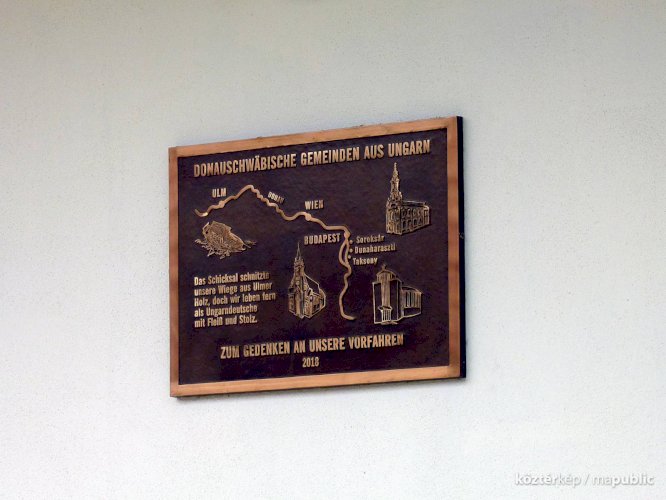 DONAUSCHWÄBISCHE GEMEINDEN AUS UNGARN
ULM
DONAU
WIEN
BUDAPEST
Soroksár
Dunaharaszti
Taksony
Das Schicksal schnitzte
unsere Wiege aus Ulmer
Holz, doch wir leben fern
als Ungarndeutsche
mit Fleiß und Stolz.
ZUM GEDENKEN AN UNSERE VORFAHREN
2018
köztérkép / mapublic